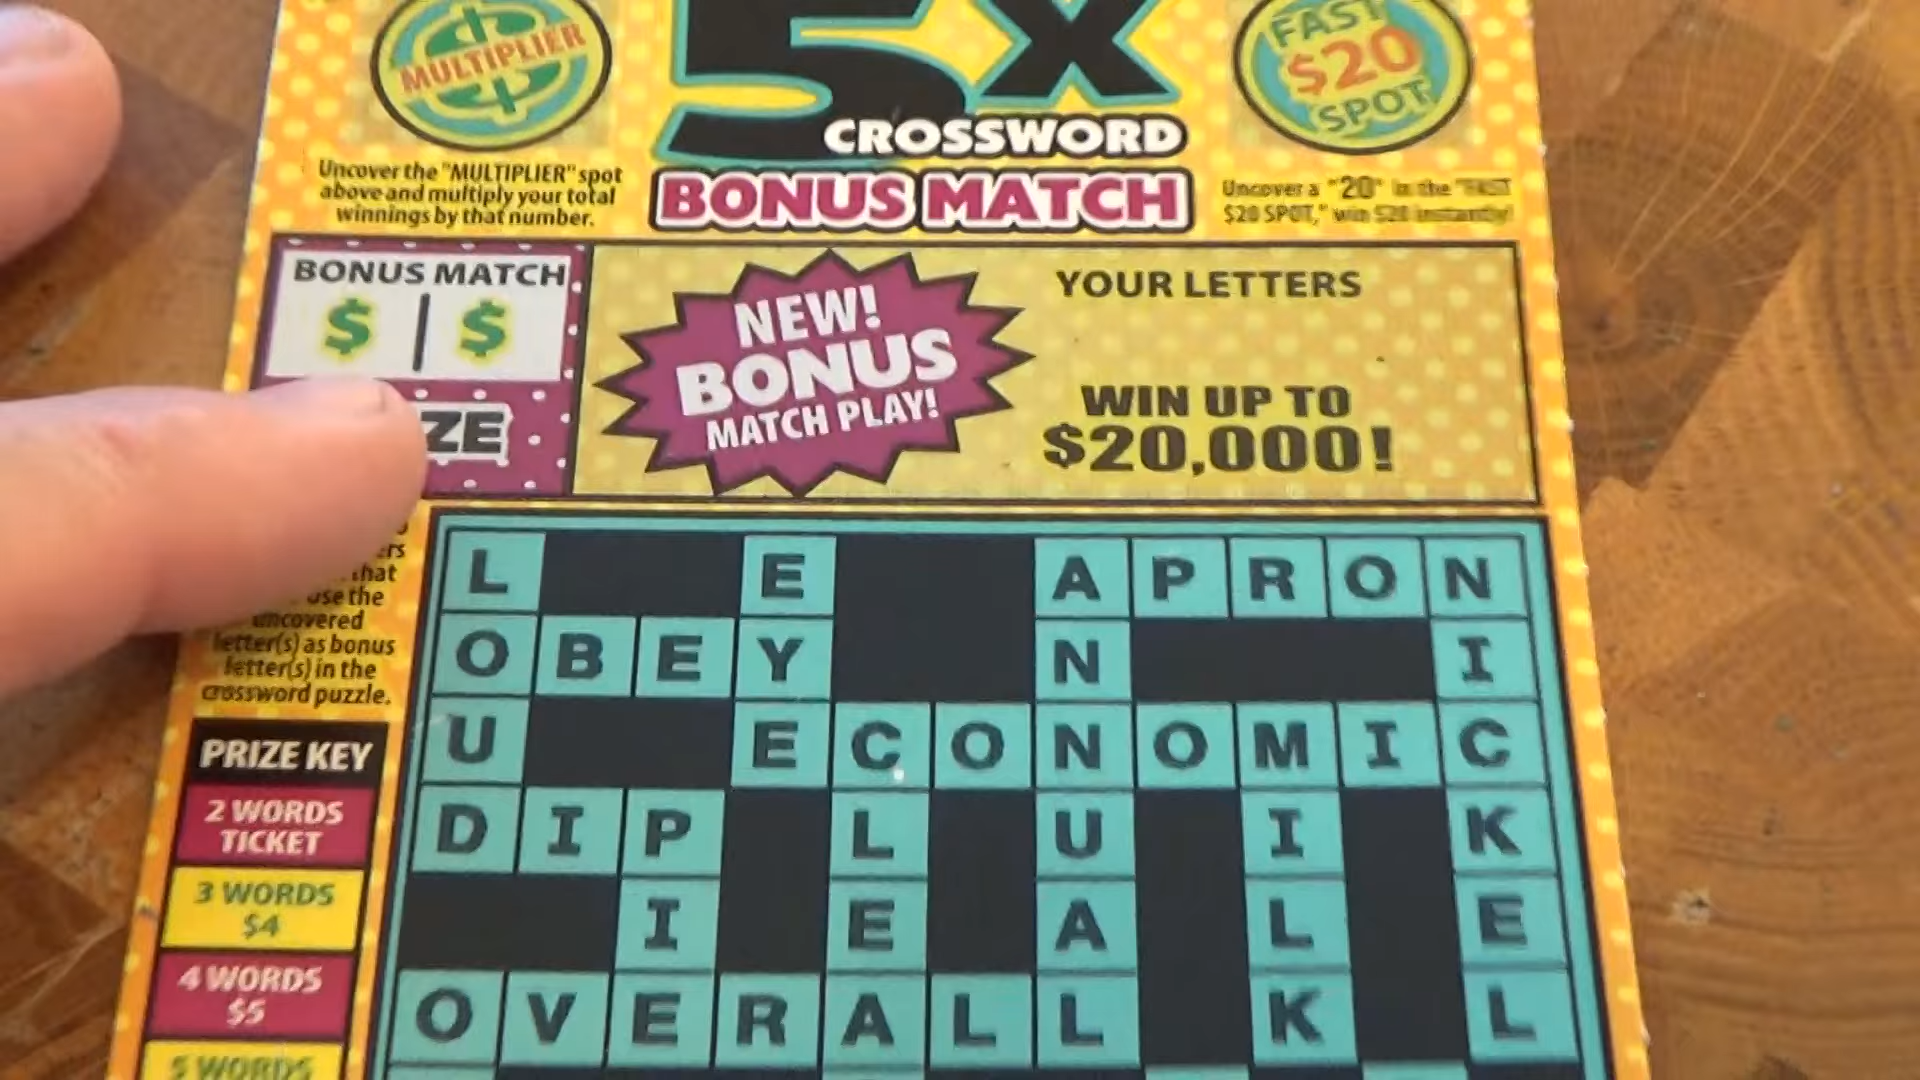 MULTIPLIER
5X
CROSSWORD
BONUS MATCH
FAST
$20
SPOT
Uncover the "MULTIPLIER" spot
above and multiply your total
winnings by that number.
Uncover a "20" in the "FAST
$20 SPOT," win $20 instantly!
BONUS MATCH
$ $
ZE
NEW!
BONUS
MATCH PLAY!
YOUR LETTERS
WIN UP TO
$20,000!
that
use the
uncovered
letter(s) as bonus
letter(s) in the
crossword puzzle.
PRIZE KEY
2 WORDS
TICKET
3 WORDS
$4
4 WORDS
$5
5 WORDS
L E A P R O N
O B E Y N I
U E C O N O M I C
D I P L U I K
I E A L E
O V E R A L L K L